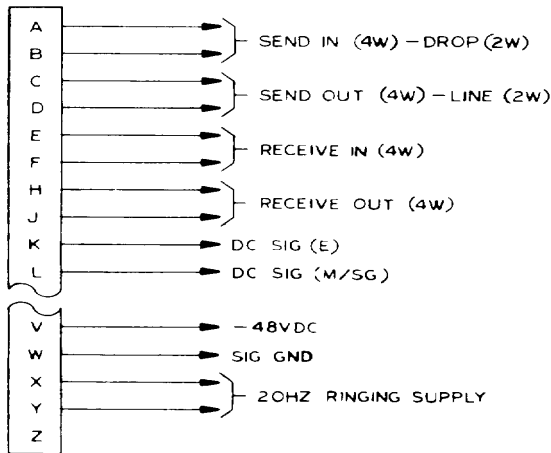 A
B
SEND IN (4W) - DROP (2W)
C
D
SEND OUT (4W) - LINE (2W)
E
F
RECEIVE IN (4W)
H
J
RECEIVE OUT (4W)
K
DC SIG (E)
L
DC SIG (M/SG)
V
-48VDC
W
SIG GND
X
Y
20HZ RINGING SUPPLY
Z